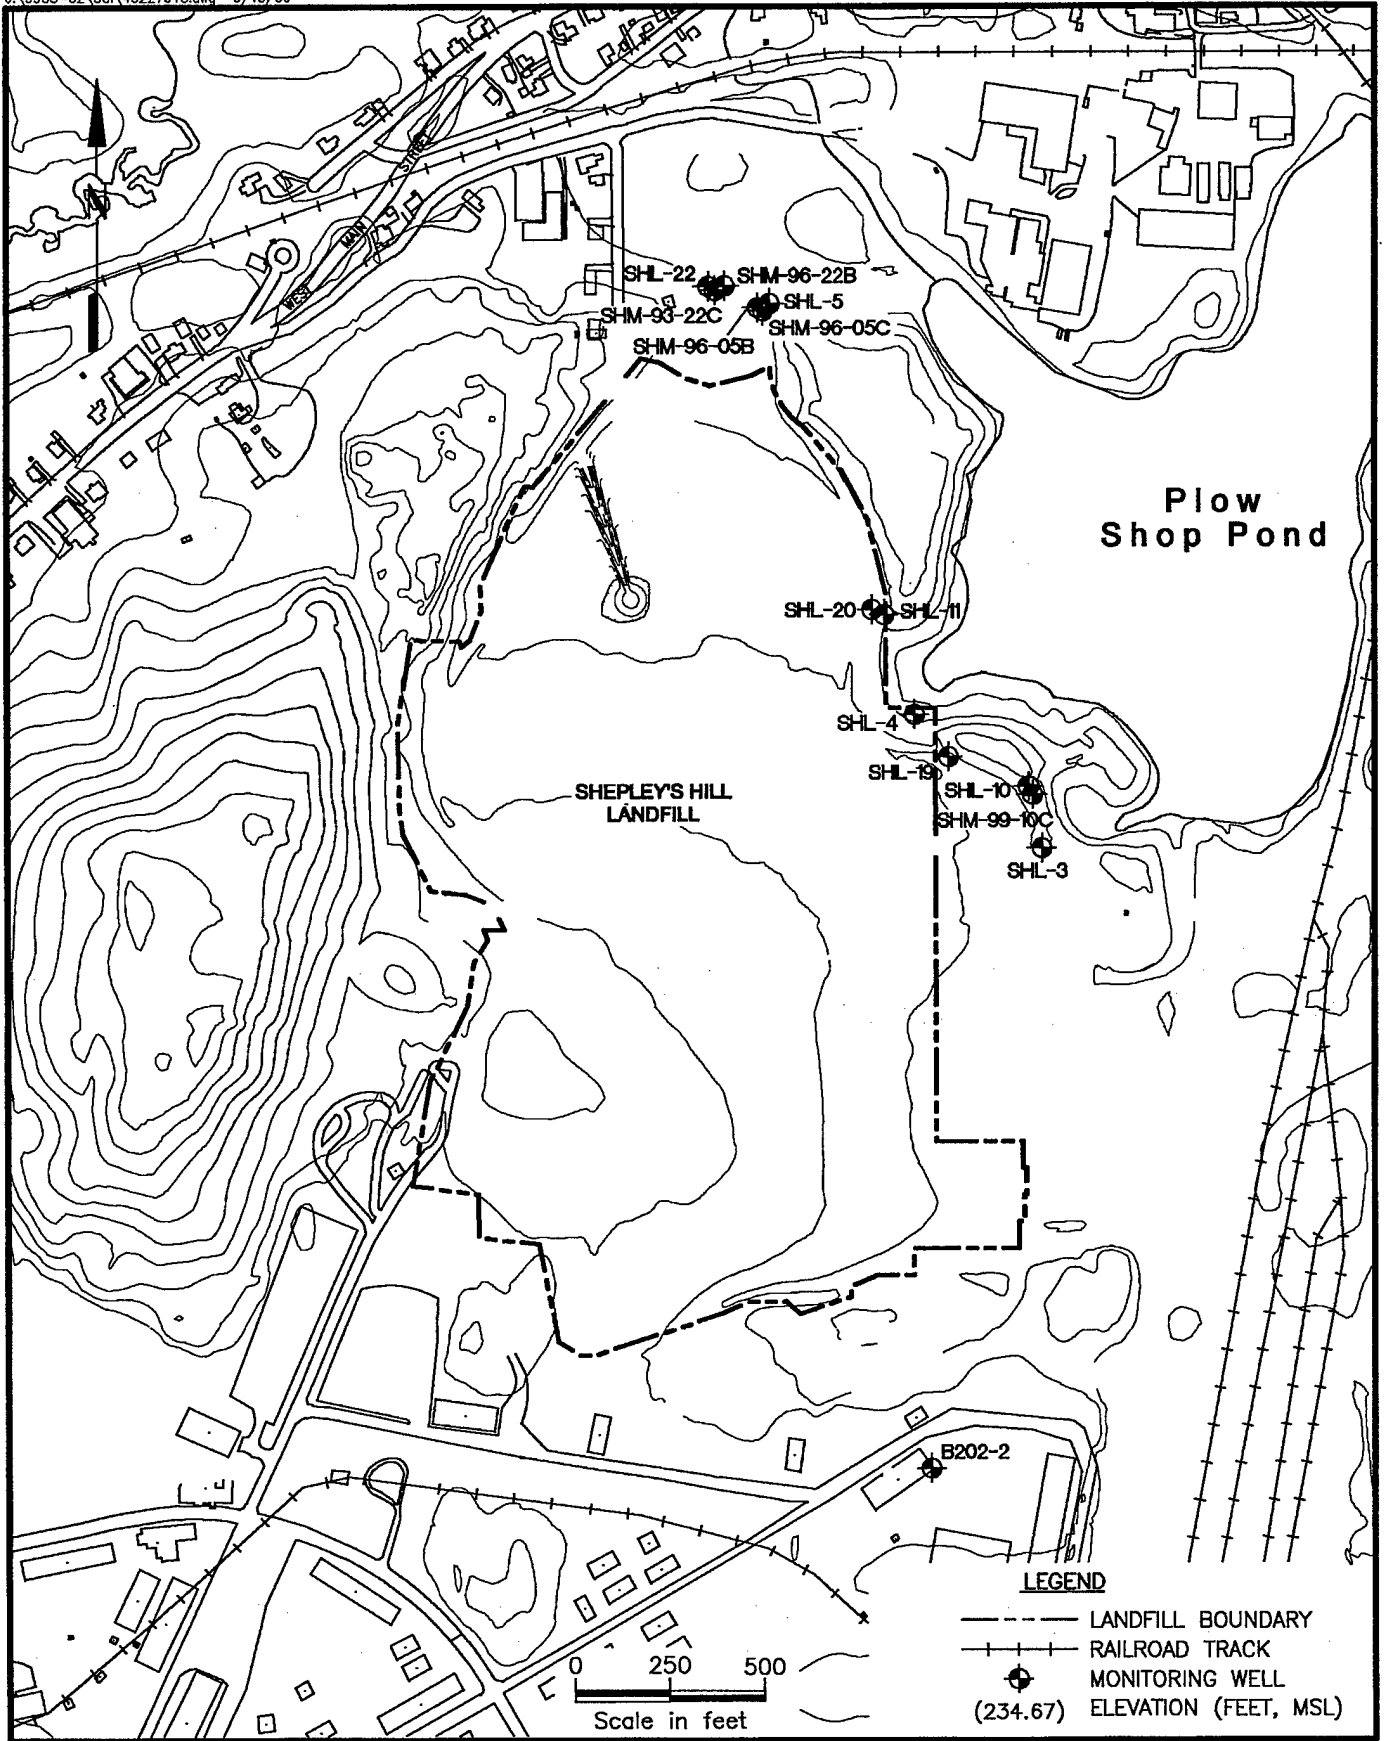 WEST
MAIN
STREET
N
SHL-22
SHM-96-22B
SHL-5
SHM-93-22C
SHM-96-05C
SHM-96-05B
Plow
Shop Pond
SHL-20
SHL-11
SHL-4
SHL-19
SHEPLEY'S HILL
LANDFILL
SHL-10
SHM-99-10C
SHL-3
B202-2
LEGEND
LANDFILL BOUNDARY
RAILROAD TRACK
MONITORING WELL
(234.67) ELEVATION (FEET, MSL)
0 250 500
Scale in feet